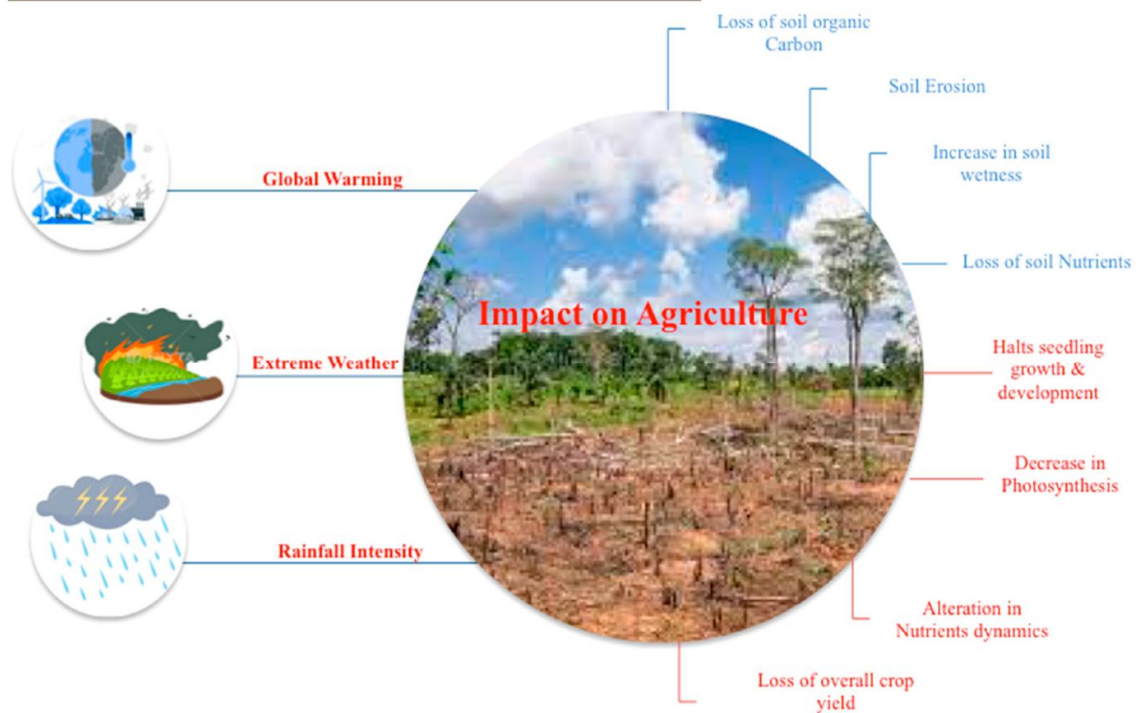 Loss of soil organic
Carbon
Soil Erosion
Increase in soil
wetness
Loss of soil Nutrients
Global Warming
Impact on Agriculture
Extreme Weather
Halts seedling
growth &
development
Decrease in
Photosynthesis
Rainfall Intensity
Alteration in
Nutrients dynamics
Loss of overall crop
yield